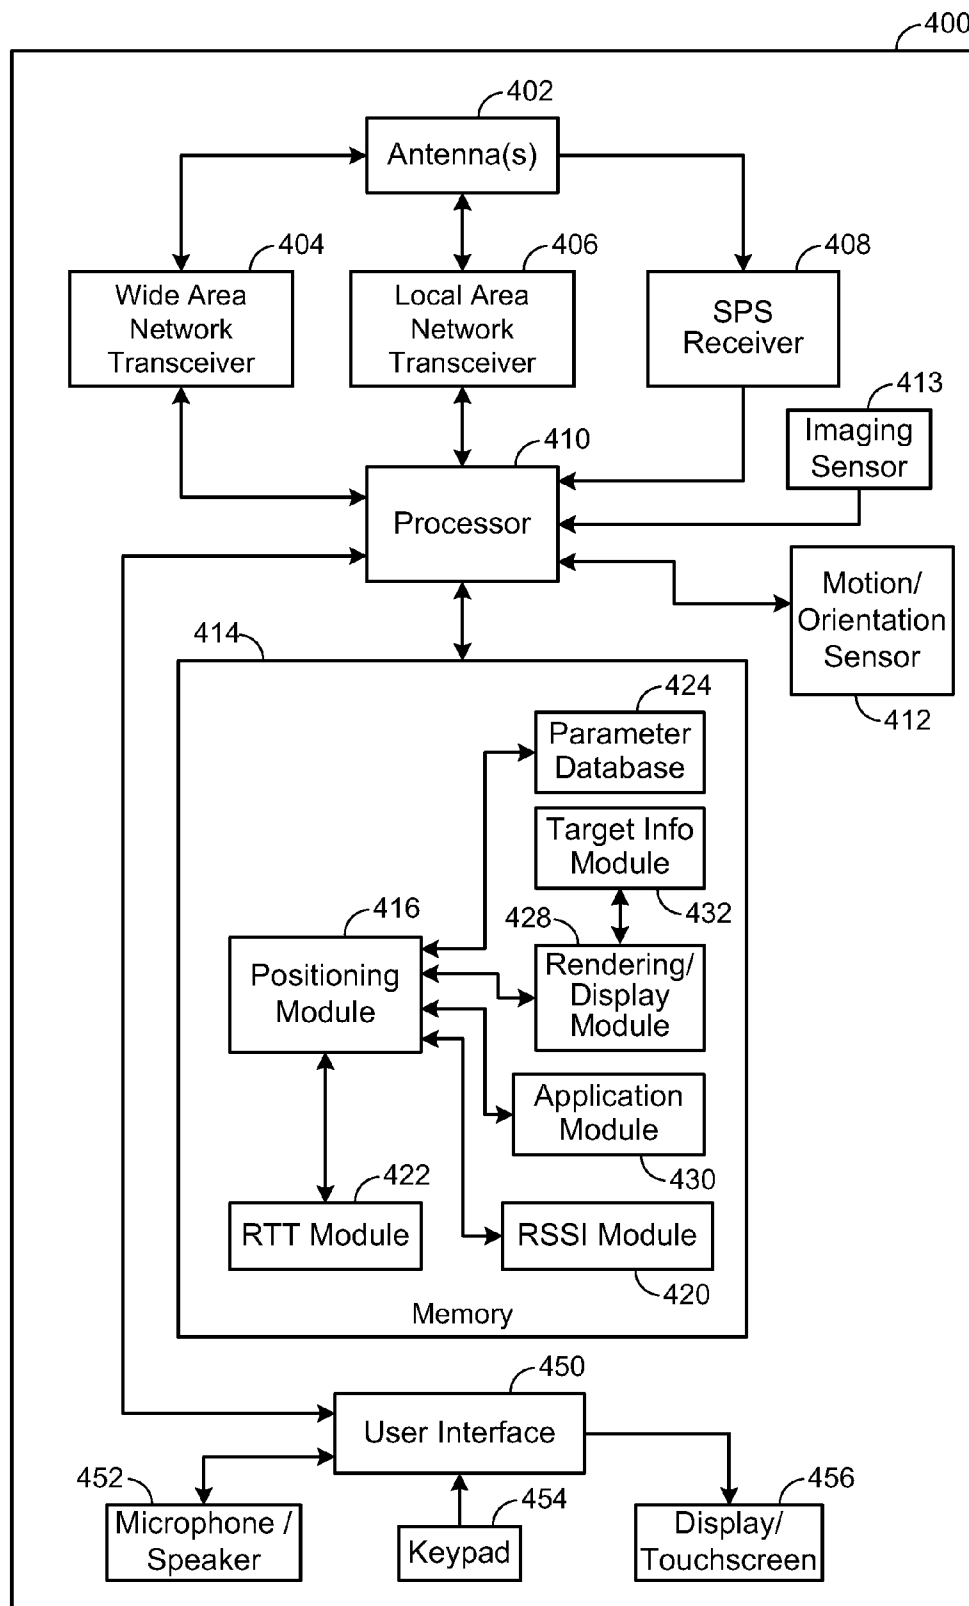 400
402
Antenna(s)
404
406
408
Wide Area
Network
Transceiver
Local Area
Network
Transceiver
SPS
Receiver
413
Imaging
Sensor
410
Processor
Motion/
Orientation
Sensor
412
414
424
Parameter
Database
Target Info
Module
432
416
428
Positioning
Module
Rendering/
Display
Module
Application
Module
430
422
RTT Module
RSSI Module
420
Memory
450
User Interface
452
454
456
Microphone /
Speaker
Keypad
Display/
Touchscreen